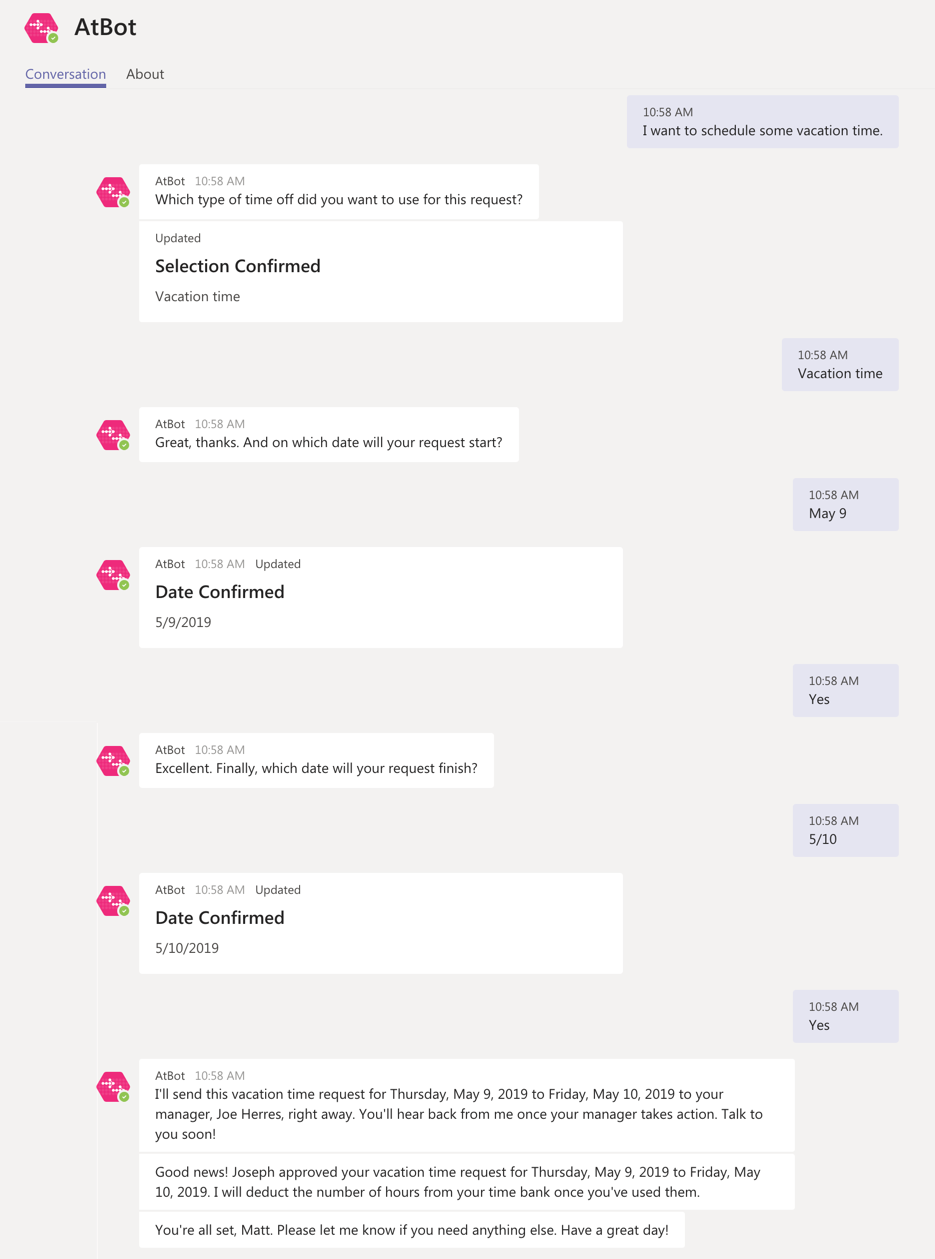 AtBot
Conversation About
10:58 AM
I want to schedule some vacation time.
AtBot 10:58 AM
Which type of time off did you want to use for this request?
Updated
Selection Confirmed
Vacation time
10:58 AM
Vacation time
AtBot 10:58 AM
Great, thanks. And on which date will your request start?
10:58 AM
May 9
AtBot 10:58 AM Updated
Date Confirmed
5/9/2019
10:58 AM
Yes
AtBot 10:58 AM
Excellent. Finally, which date will your request finish?
10:58 AM
5/10
AtBot 10:58 AM Updated
Date Confirmed
5/10/2019
10:58 AM
Yes
AtBot 10:58 AM
I'll send this vacation time request for Thursday, May 9, 2019 to Friday, May 10, 2019 to your
manager, Joe Herres, right away. You'll hear back from me once your manager takes action. Talk to
you soon!
Good news! Joseph approved your vacation time request for Thursday, May 9, 2019 to Friday, May
10, 2019. I will deduct the number of hours from your time bank once you've used them.
You're all set, Matt. Please let me know if you need anything else. Have a great day!